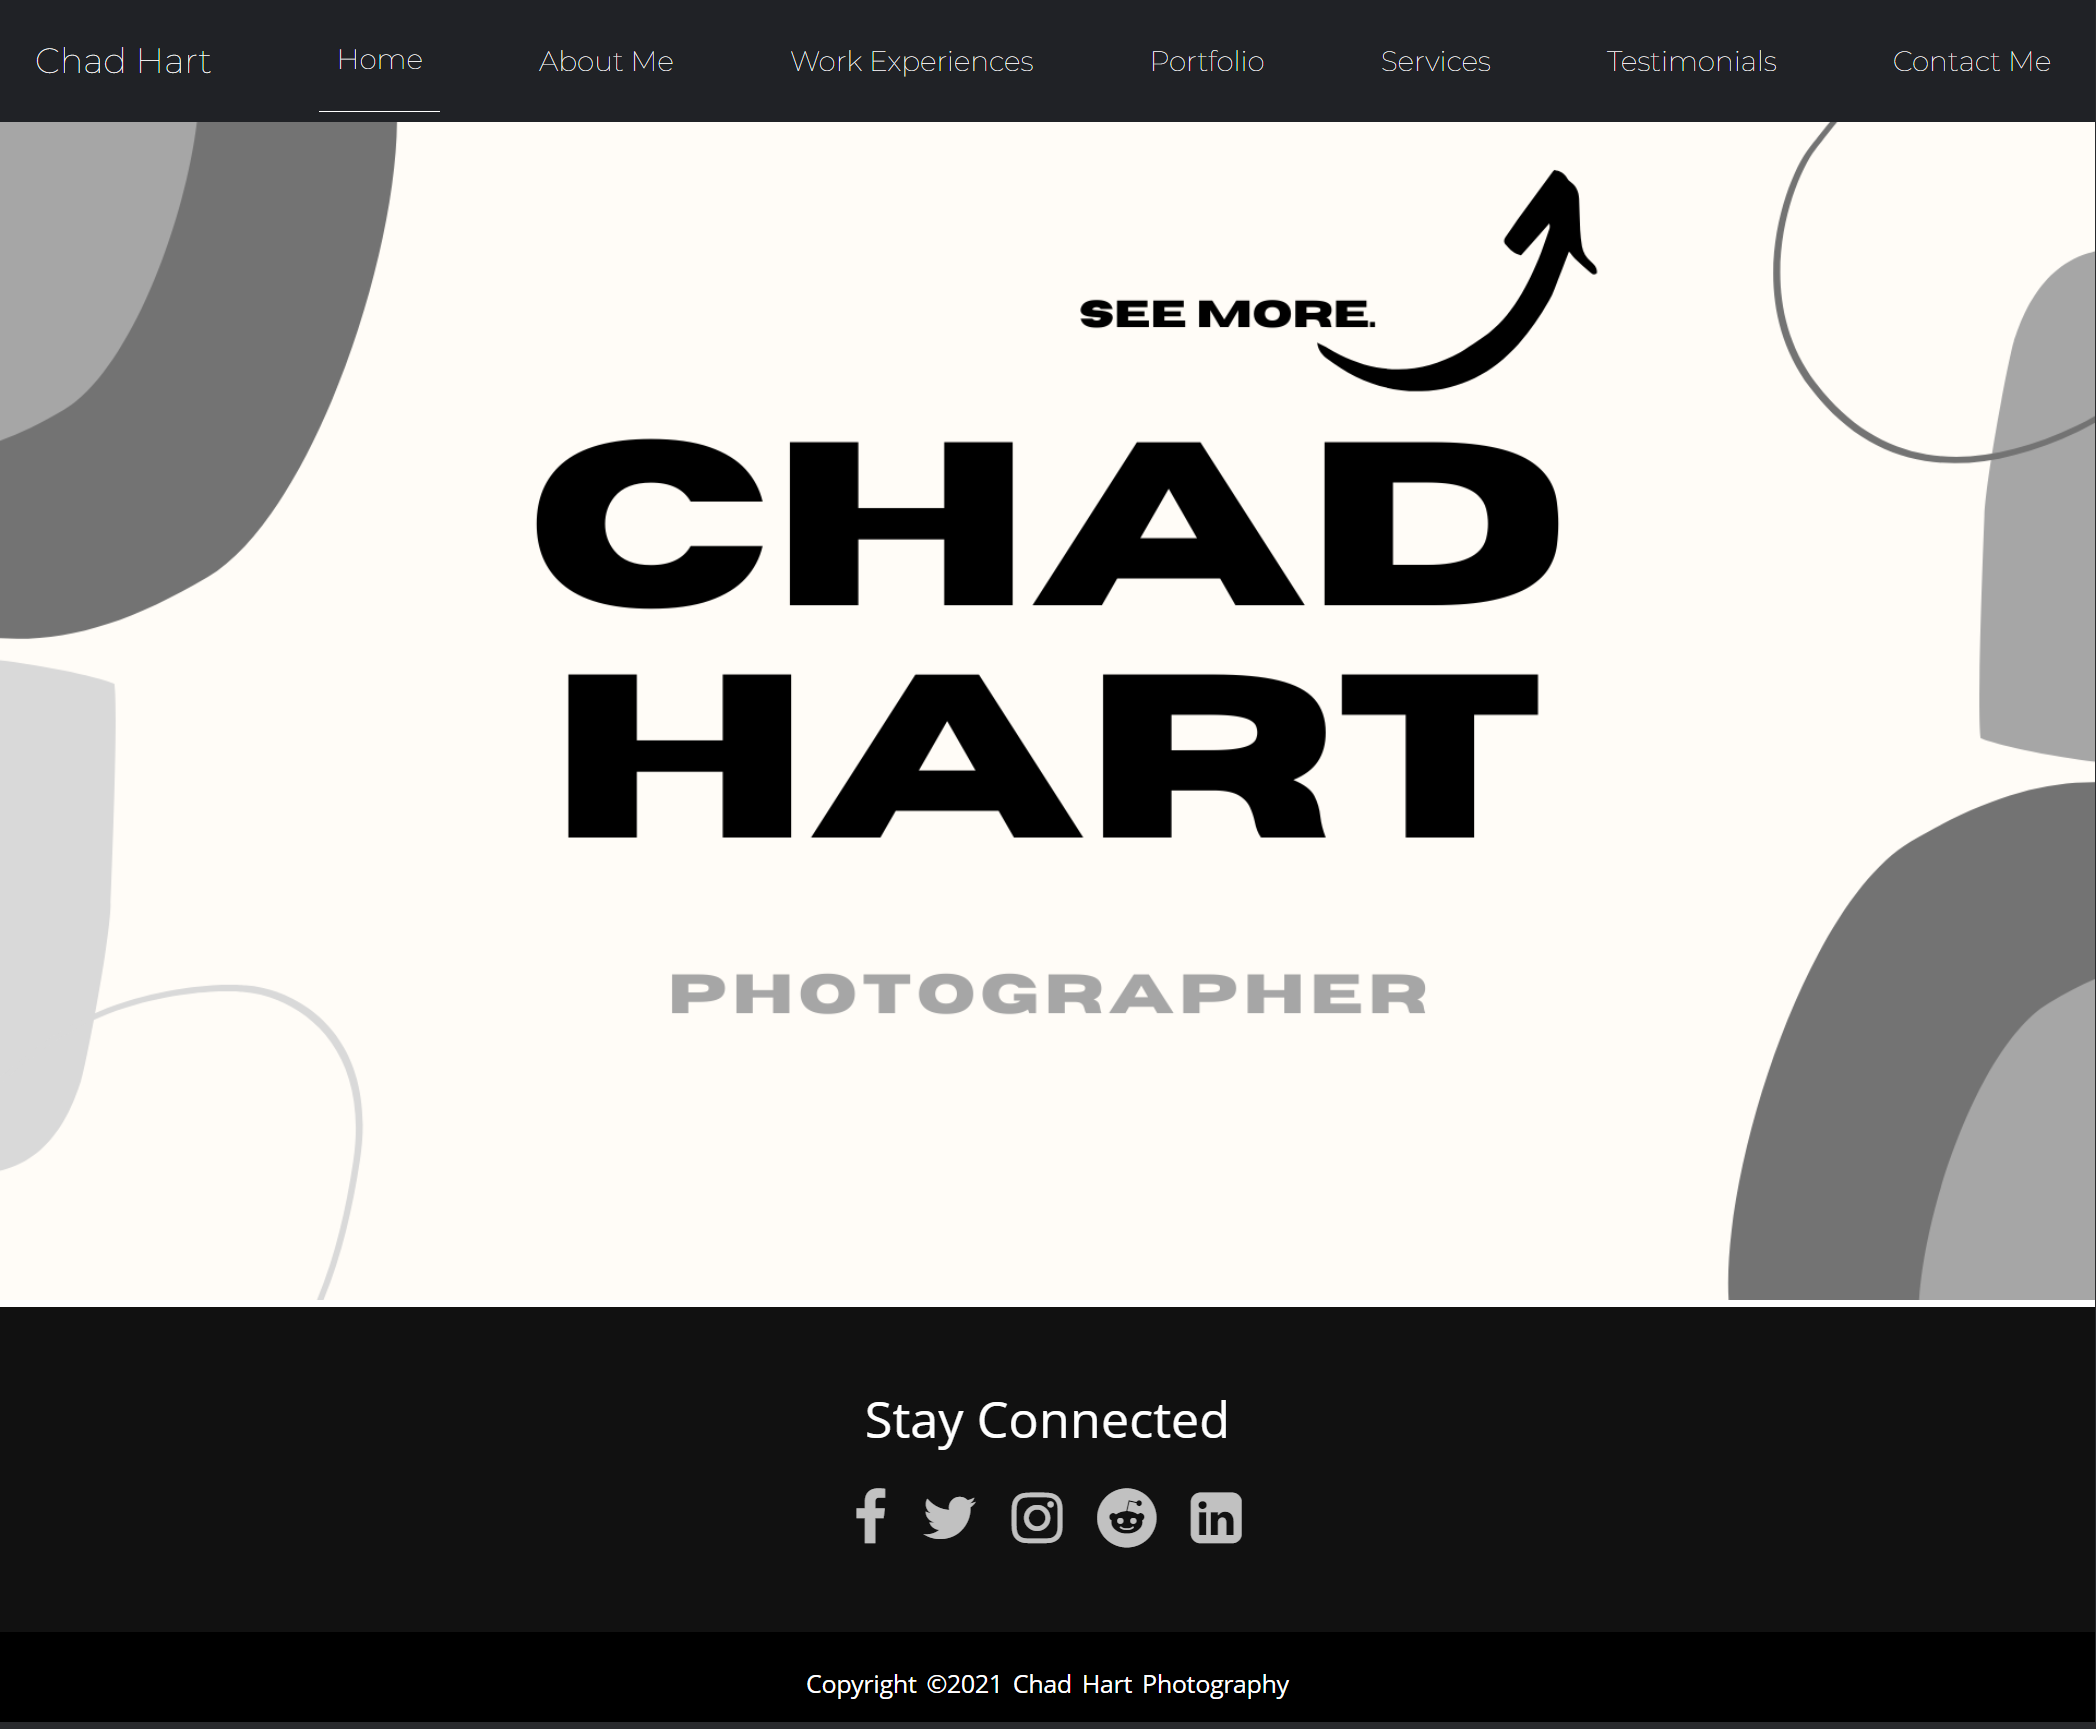 Chad Hart Home About Me Work Experiences Portfolio Services Testimonials Contact Me
SEE MORE.
CHAD
HART
PHOTOGRAPHER
Stay Connected
Copyright ©2021 Chad Hart Photography